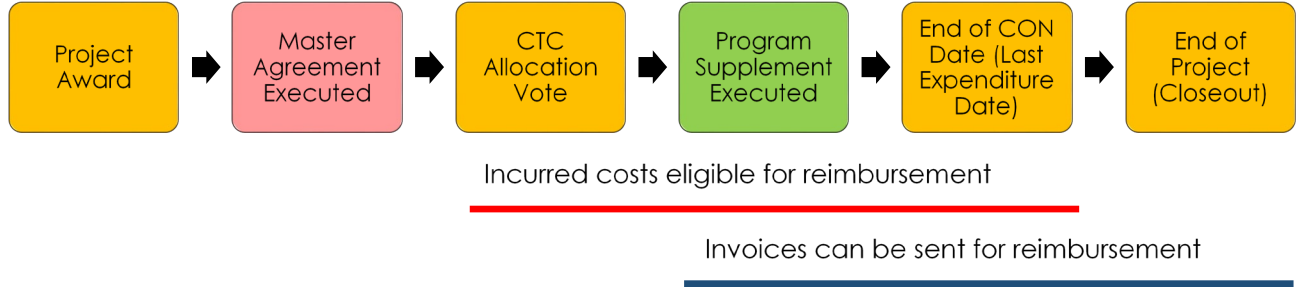 Project
Award
Master
Agreement
Executed
CTC
Allocation
Vote
Program
Supplement
Executed
End of CON
Date (Last
Expenditure
Date)
End of
Project
(Closeout)
Incurred costs eligible for reimbursement
Invoices can be sent for reimbursement